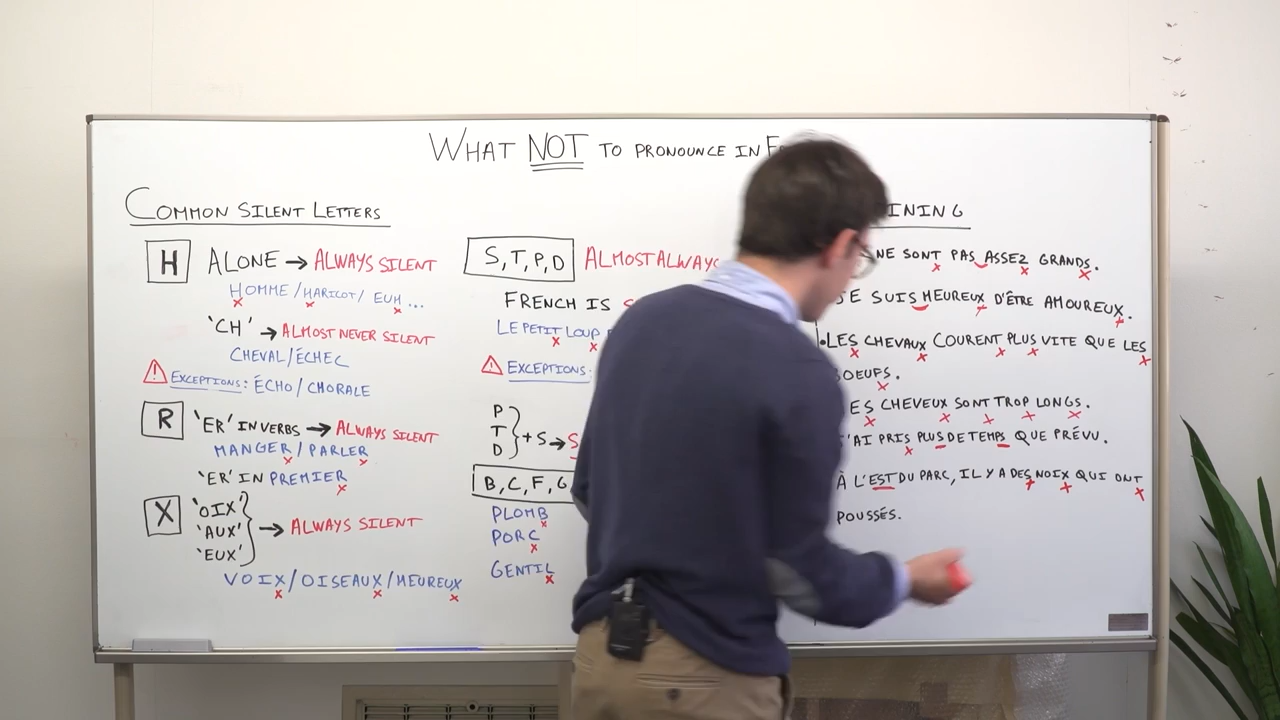 WHAT NOT TO PRONOUNCE IN
COMMON SILENT LETTERS
H ALONE → ALWAYS SILENT
HOMME / HARICOT / EUH ...
'CH' → ALMOST NEVER SILENT
CHEVAL / ÉCHEC
EXCEPTIONS: ÉCHO / CHORALE
R 'ER' IN VERBS → ALWAYS SILENT
MANGER / PARLER
'ER' IN PREMIER
X 'OIX'
'AUX' → ALWAYS SILENT
'EUX'
VOIX / OISEAUX / HEUREUX
S, T, P, D ALMOST ALWAYS
FRENCH IS
LE PETIT LOUP
EXCEPTIONS:
P
T
D
+ S →
B, C, F, G
PLOMB
PORC
GENTIL
NE SONT PAS ASSEZ GRANDS.
SUIS HEUREUX D'ÊTRE AMOUREUX.
• LES CHEVAUX COURENT PLUS VITE QUE LES
OEUFS.
ES CHEVEUX SONT TROP LONGS.
'AI PRIS PLUS DE TEMPS QUE PRÉVU.
À L'EST DU PARC, IL Y A DES NOIX QUI ONT
POUSSÉS.